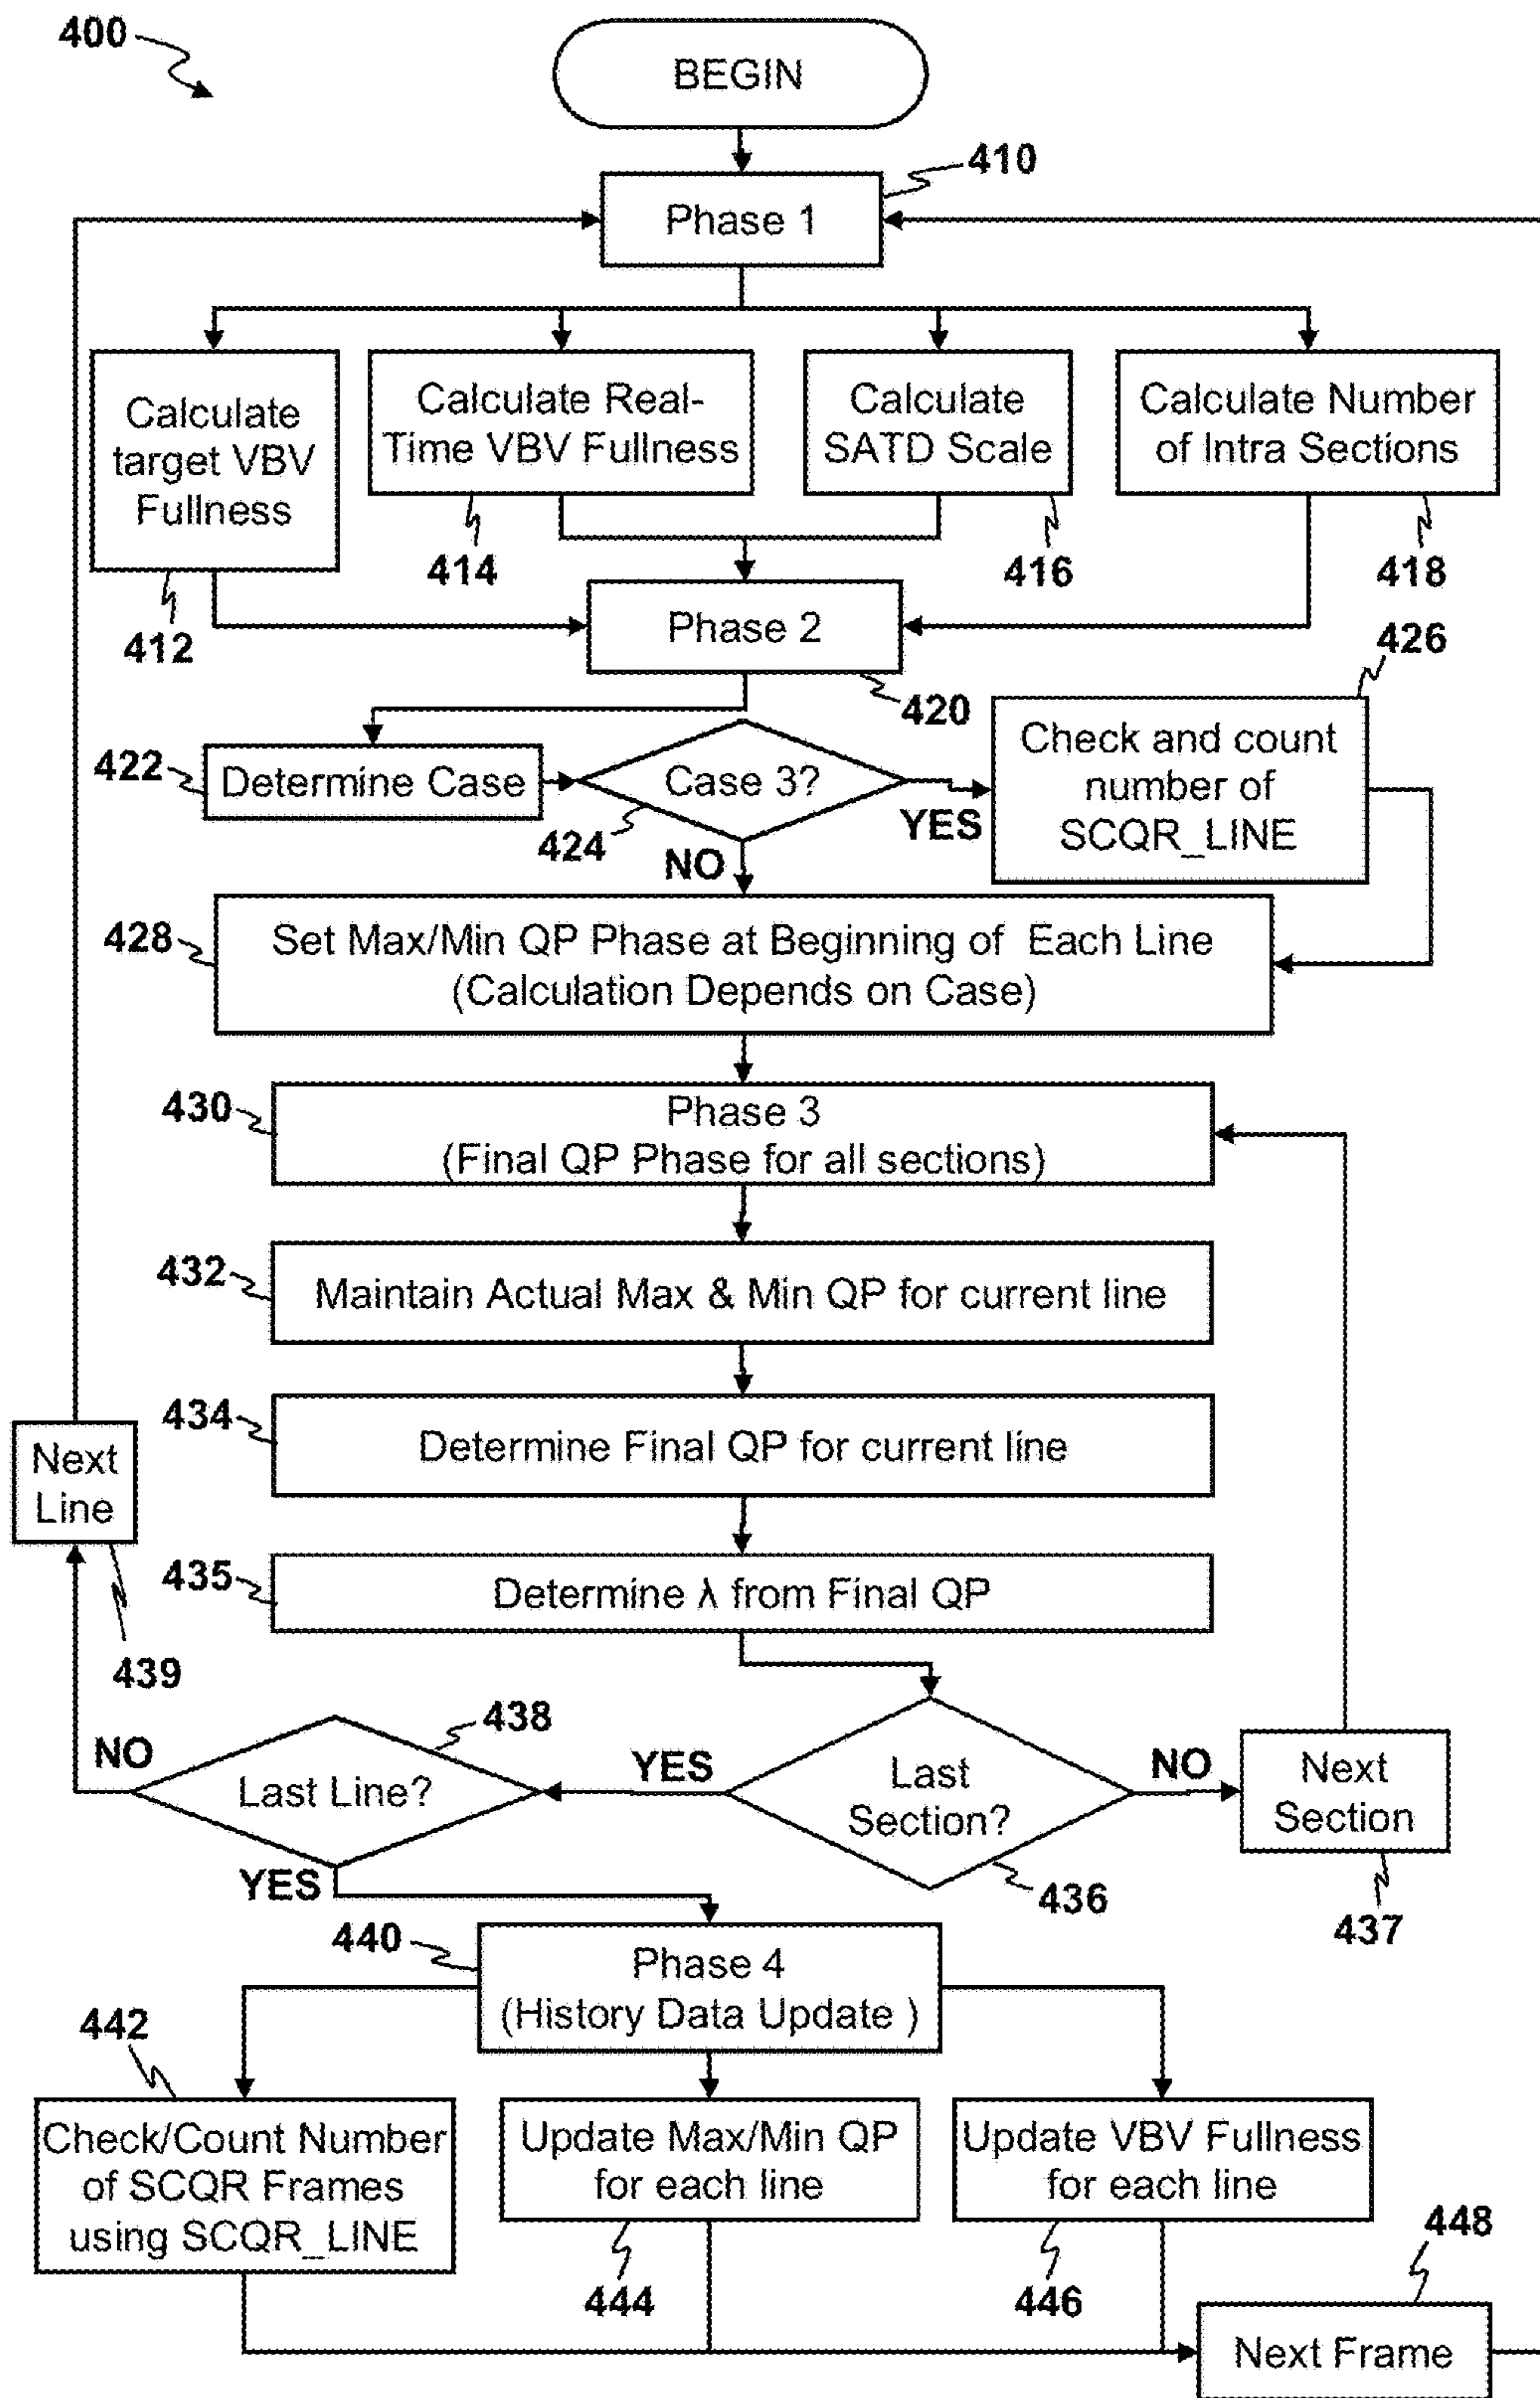 400
BEGIN
410
Phase 1
Calculate
target VBV
Fullness
Calculate Real-
Time VBV Fullness
Calculate
SATD Scale
Calculate Number
of Intra Sections
412
414
416
418
Phase 2
420
422
Determine Case
Case 3?
424
YES
NO
426
Check and count
number of
SCQR_LINE
428
Set Max/Min QP Phase at Beginning of Each Line
(Calculation Depends on Case)
430
Phase 3
(Final QP Phase for all sections)
432
Maintain Actual Max & Min QP for current line
434
Determine Final QP for current line
Next
Line
439
435
Determine λ from Final QP
438
NO
Last Line?
YES
YES
Last
Section?
436
NO
Next
Section
437
440
Phase 4
(History Data Update )
442
Check/Count Number
of SCQR Frames
using SCQR_LINE
Update Max/Min QP
for each line
444
Update VBV Fullness
for each line
446
448
Next Frame